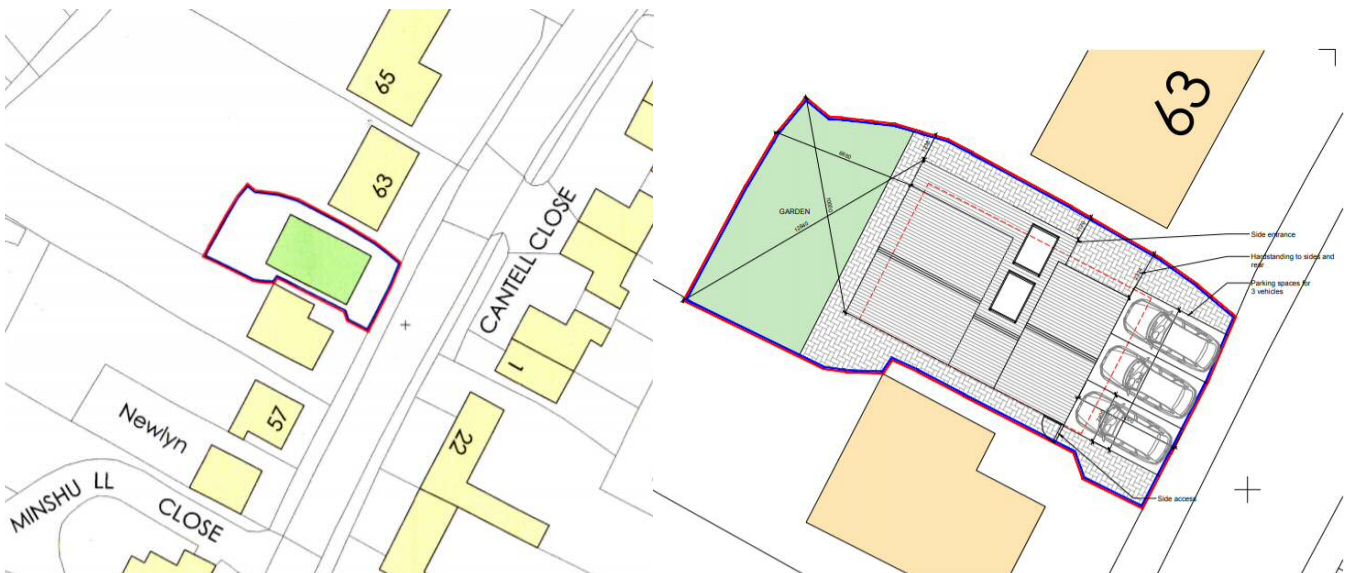 65
63
CANTELL CLOSE
1
57
Newlyn
22
MINSHU LL
CLOSE
63
GARDEN
Side entrance
Hardstanding to sides and
rear
Parking spaces for
3 vehicles
Side access